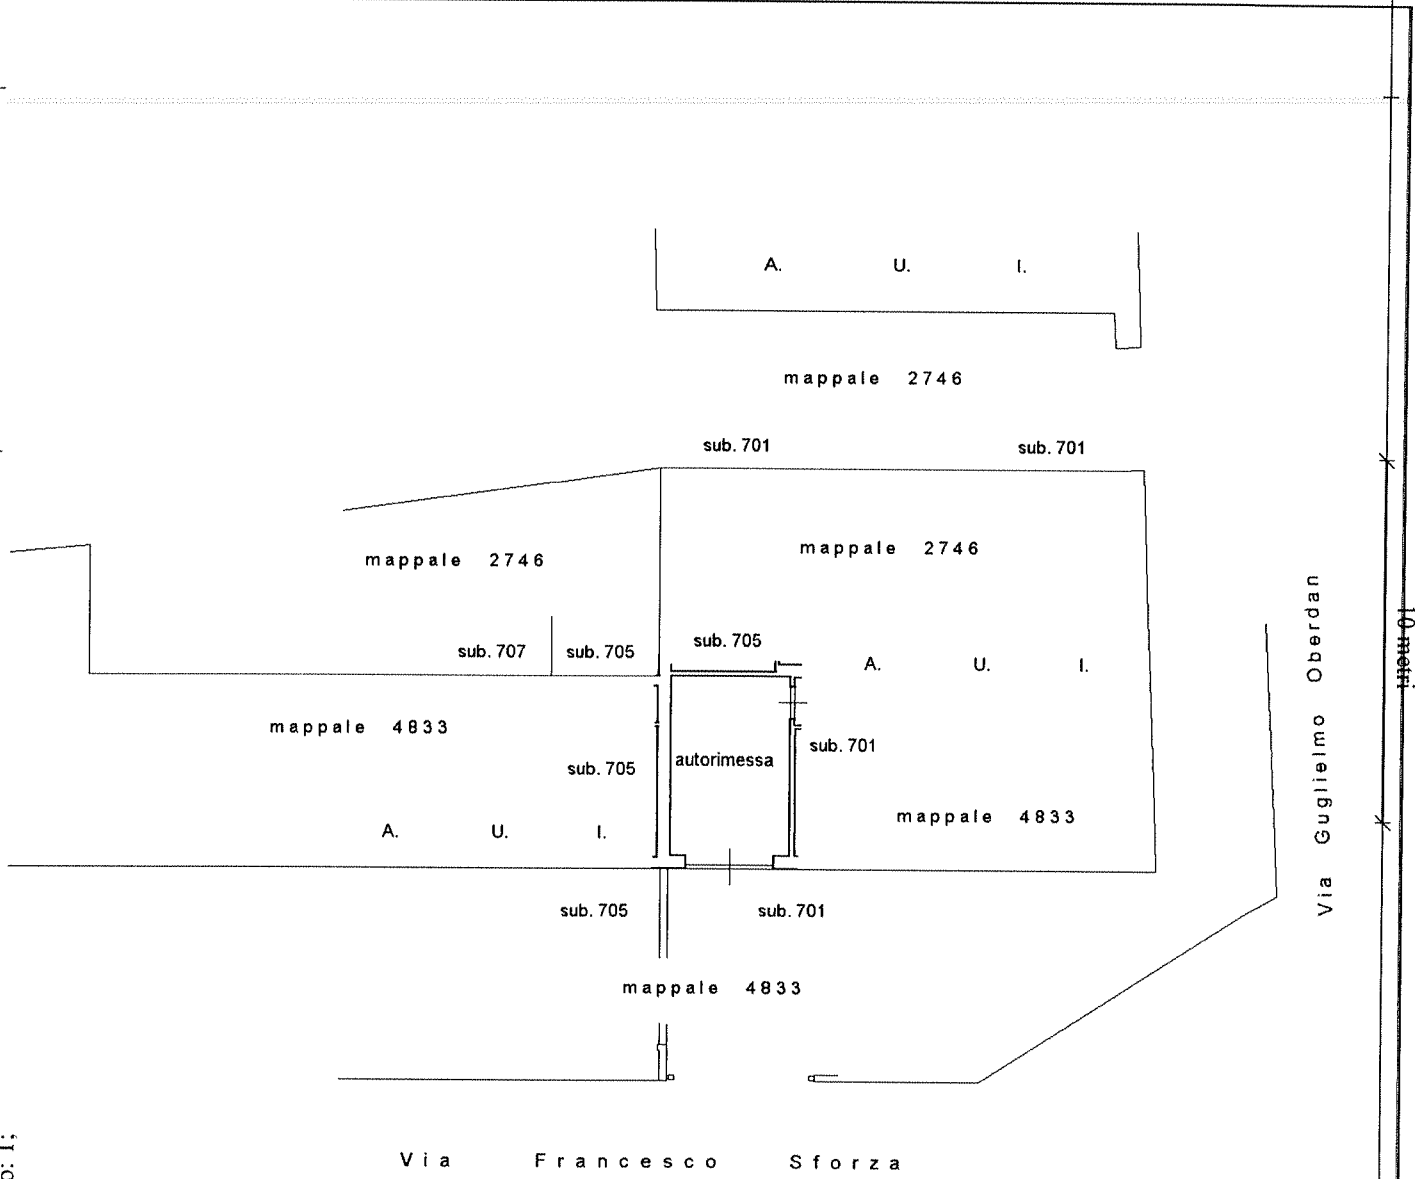 A. U. I.
mappale 2746
sub. 701 sub. 701
mappale 2746 mappale 2746
sub. 707 sub. 705 sub. 705 A. U. I.
mappale 4833 sub. 701
sub. 705 autorimessa
A. U. I. mappale 4833
sub. 705 sub. 701
mappale 4833
Via Francesco Sforza
Via Guglielmo Oberdan
10 metri